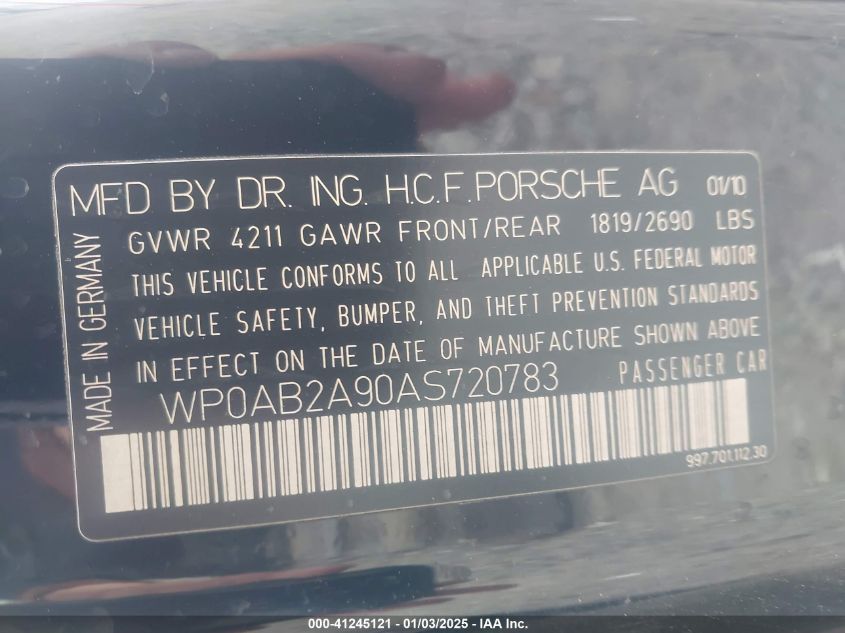 MFD BY DR. ING. H.C.F. PORSCHE AG 01/10
GVWR 4211 GAWR FRONT/REAR 1819/2690 LBS
THIS VEHICLE CONFORMS TO ALL APPLICABLE U.S. FEDERAL MOTOR
VEHICLE SAFETY, BUMPER, AND THEFT PREVENTION STANDARDS
IN EFFECT ON THE DATE OF MANUFACTURE SHOWN ABOVE
WP0AB2A90AS720783 PASSENGER CAR
MADE IN GERMANY
997.701.112.30
000-41245121 - 01/03/2025 - IAA Inc.